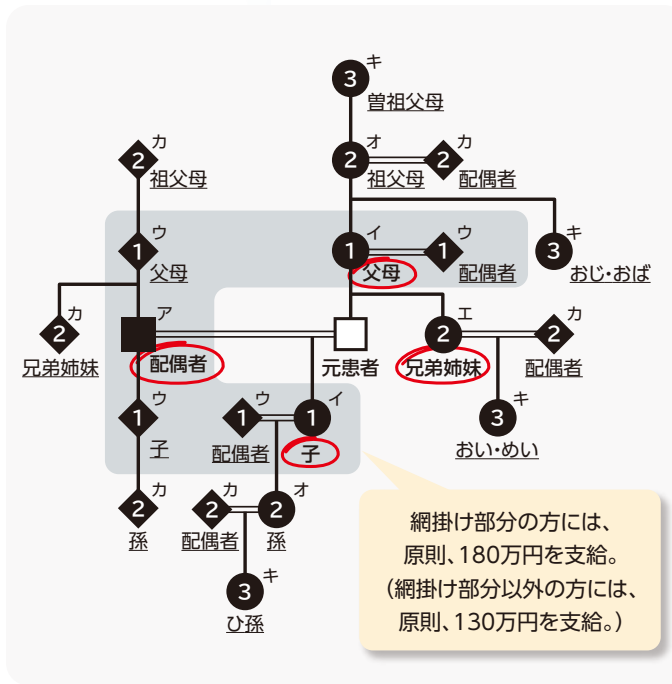 キ
3
曽祖父母
カ
2
祖父母
オ
2
祖父母
カ
2
配偶者
ウ
1
父母
イ
1
父母
ウ
1
配偶者
キ
3
おじ・おば
カ
2
兄弟姉妹
ア
配偶者
元患者
エ
2
兄弟姉妹
カ
2
配偶者
ウ
1
子
ウ
1
配偶者
イ
1
子
キ
3
おい・めい
カ
2
孫
カ
2
配偶者
オ
2
孫
キ
3
ひ孫
網掛け部分の方には、
原則、180万円を支給。
(網掛け部分以外の方には、
原則、130万円を支給。)